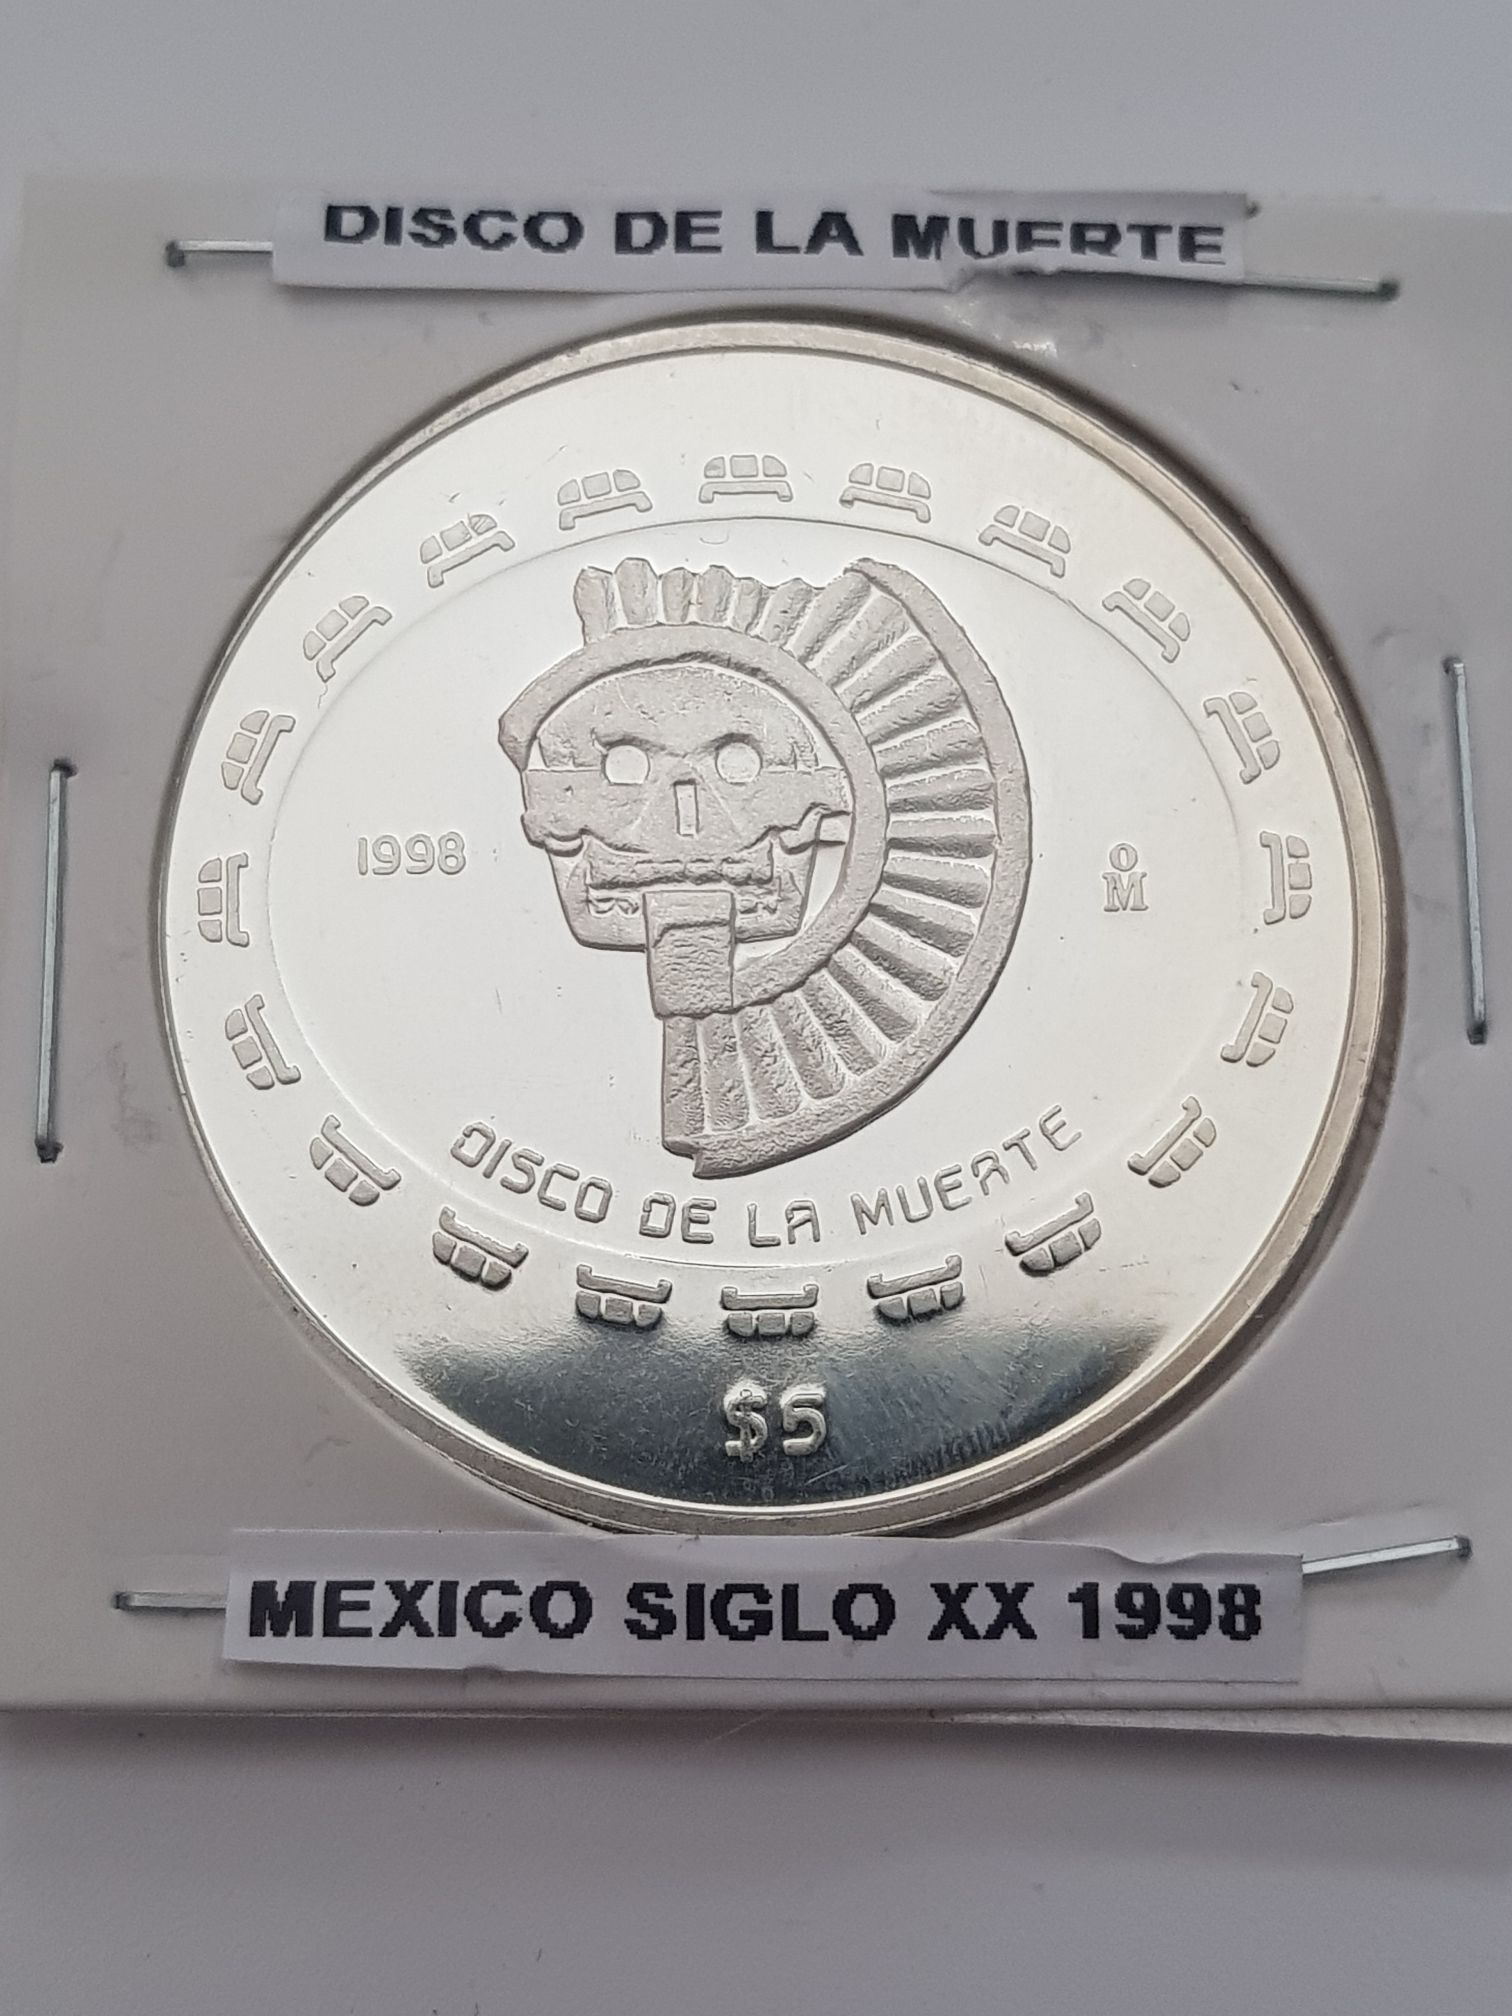 DISCO DE LA MUERTE
1998
OM
DISCO DE LA MUERTE
$5
MEXICO SIGLO XX 1998